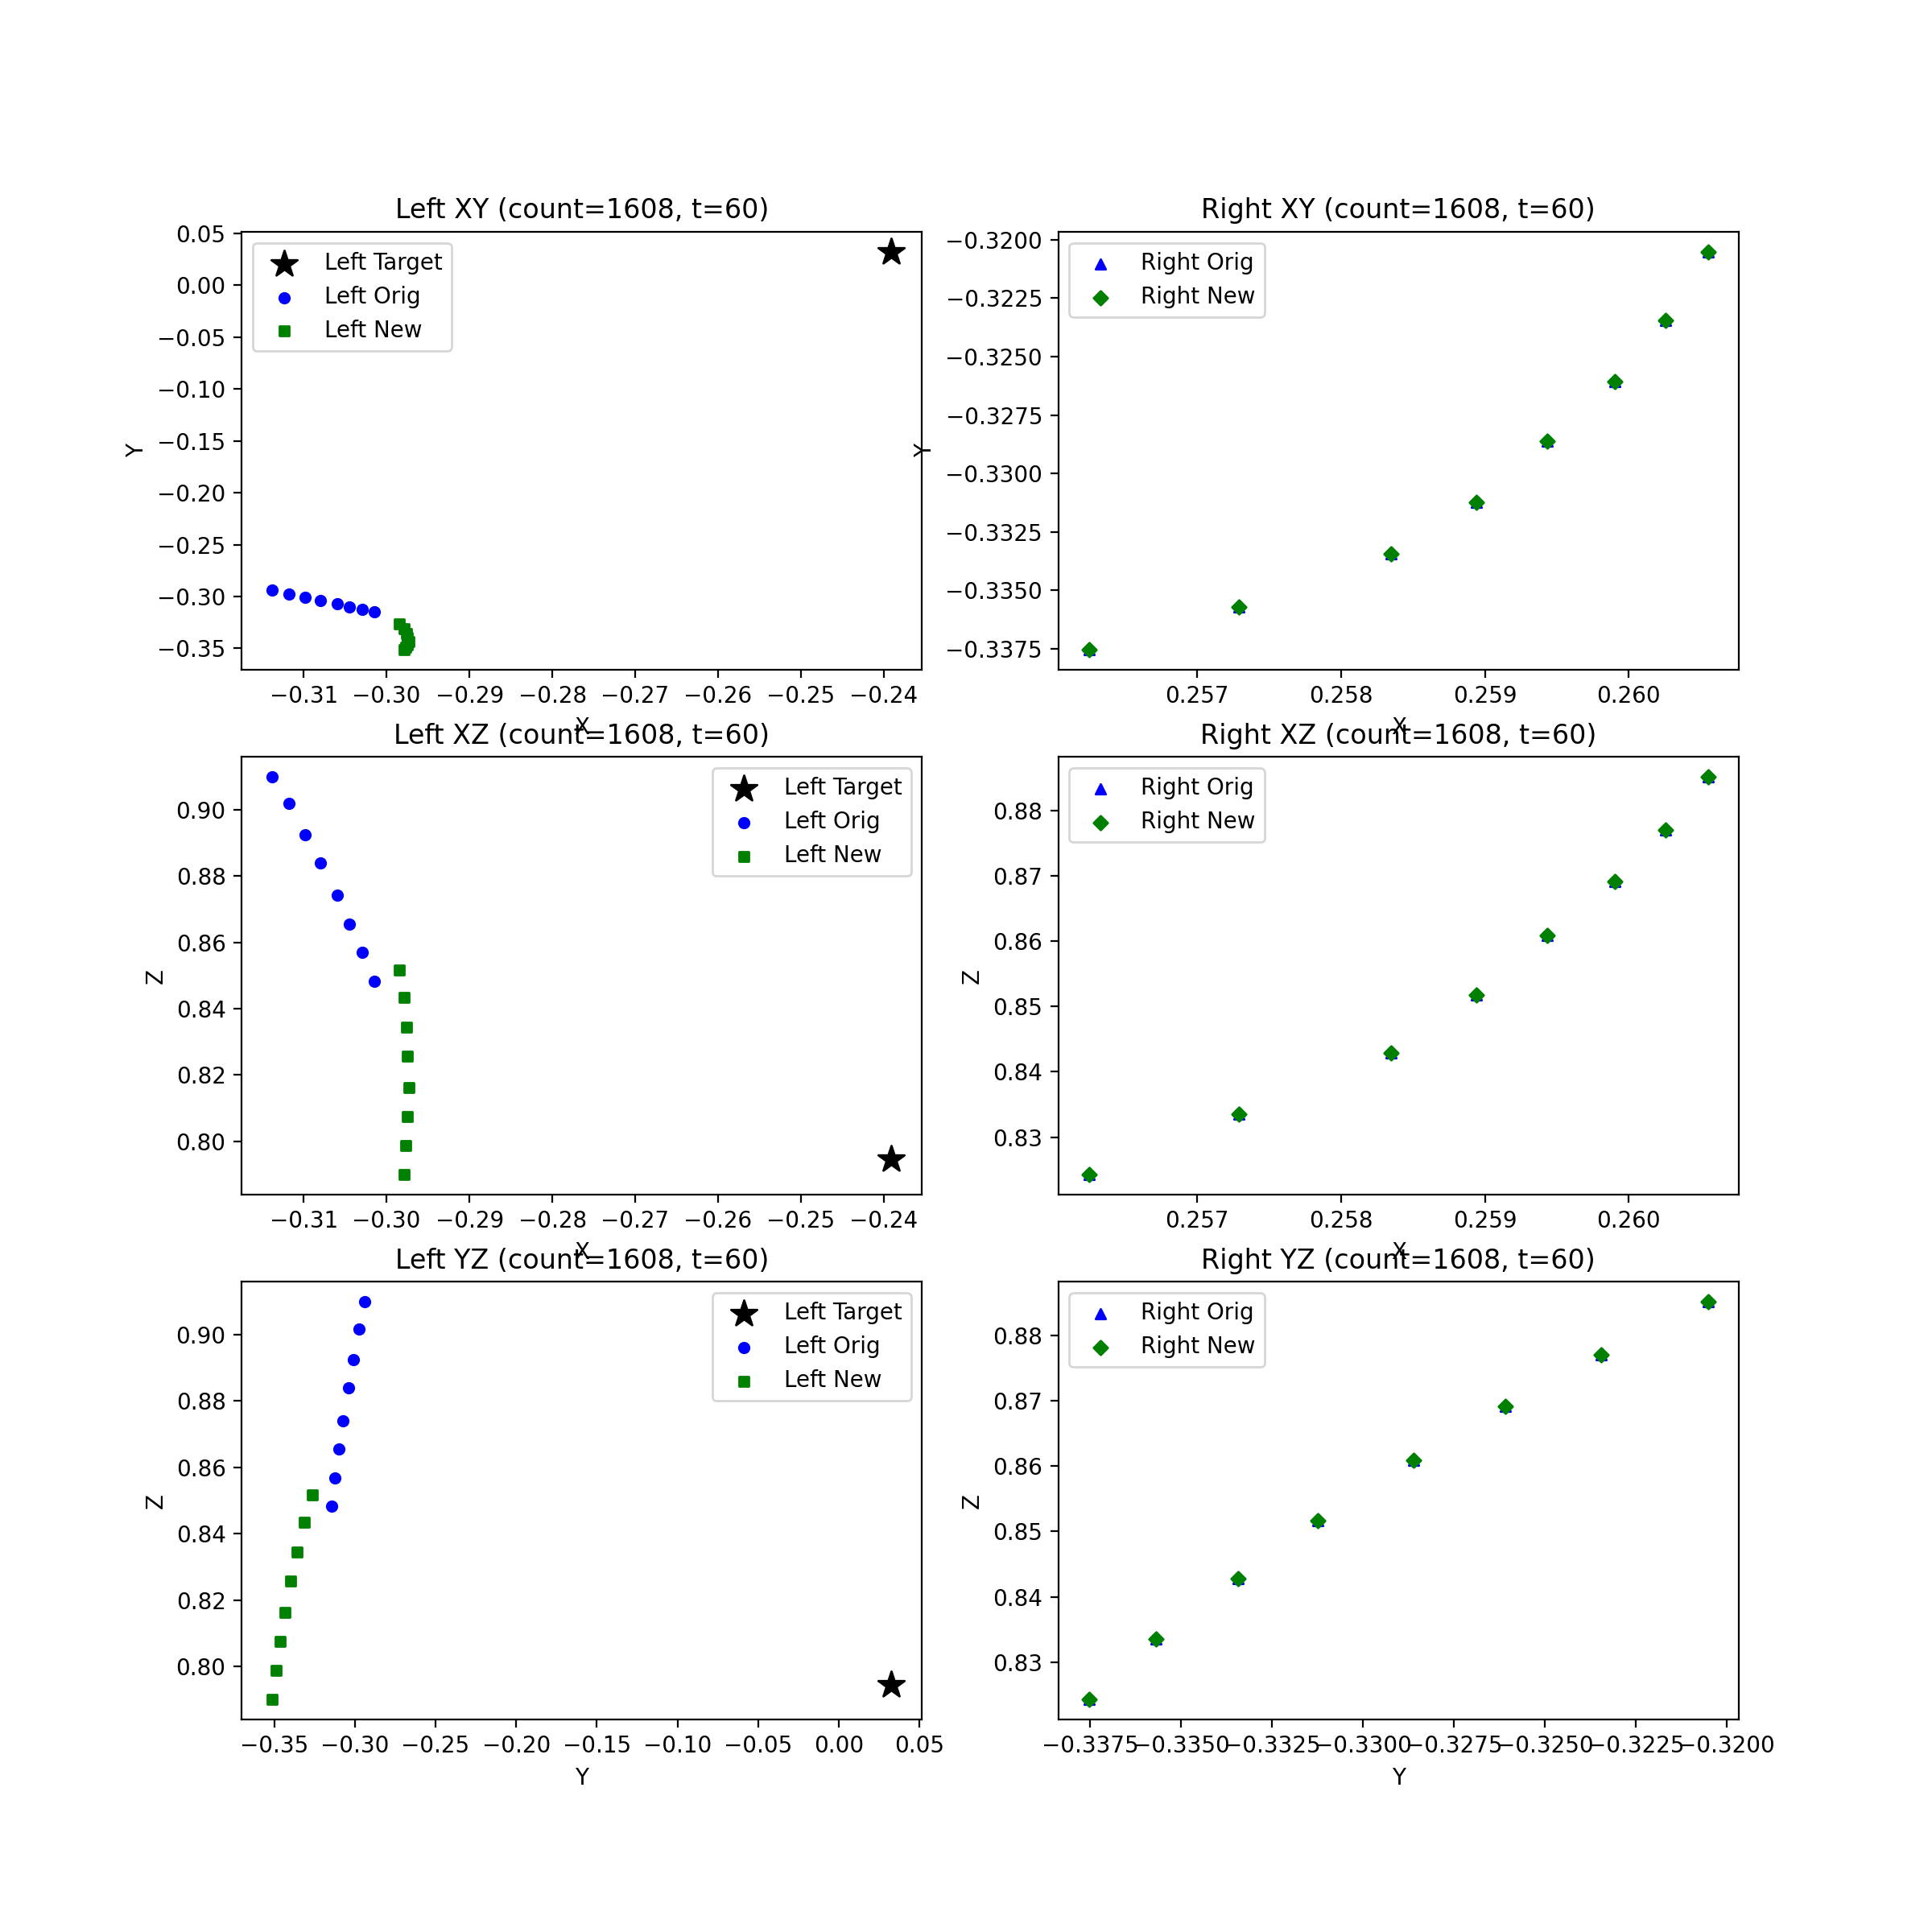 Left XY (count=1608, t=60)
Right XY (count=1608, t=60)
Left Target
Left Orig
Left New
Right Orig
Right New
0.05
0.00
−0.05
−0.10
−0.15
−0.20
−0.25
−0.30
−0.35
Y
−0.3200
−0.3225
−0.3250
−0.3275
−0.3300
−0.3325
−0.3350
−0.3375
Y
−0.31 −0.30 −0.29 −0.28 −0.27 −0.26 −0.25 −0.24
X
0.257 0.258 0.259 0.260
X
Left XZ (count=1608, t=60)
Right XZ (count=1608, t=60)
Left Target
Left Orig
Left New
Right Orig
Right New
0.90
0.88
0.86
0.84
0.82
0.80
Z
0.88
0.87
0.86
0.85
0.84
0.83
Z
−0.31 −0.30 −0.29 −0.28 −0.27 −0.26 −0.25 −0.24
X
0.257 0.258 0.259 0.260
X
Left YZ (count=1608, t=60)
Right YZ (count=1608, t=60)
Left Target
Left Orig
Left New
Right Orig
Right New
0.90
0.88
0.86
0.84
0.82
0.80
Z
0.88
0.87
0.86
0.85
0.84
0.83
Z
−0.35 −0.30 −0.25 −0.20 −0.15 −0.10 −0.05 0.00 0.05
Y
−0.3375 −0.3350 −0.3325 −0.3300 −0.3275 −0.3250 −0.3225 −0.3200
Y